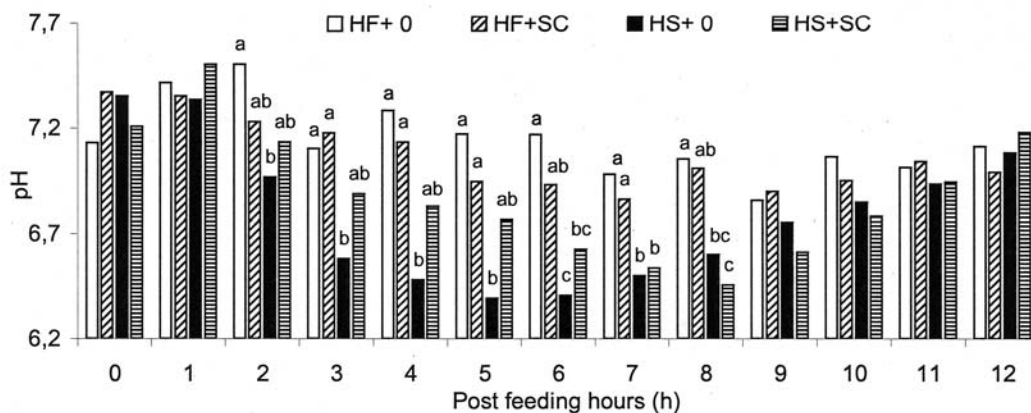 7,7
HF+ 0 HF+SC HS+ 0 HS+SC
a ab b ab
a b ab
a a b ab
a a b ab
a ab c bc
a a b b
a ab bc c
7,2
6,7
6,2
pH
0 1 2 3 4 5 6 7 8 9 10 11 12
Post feeding hours (h)